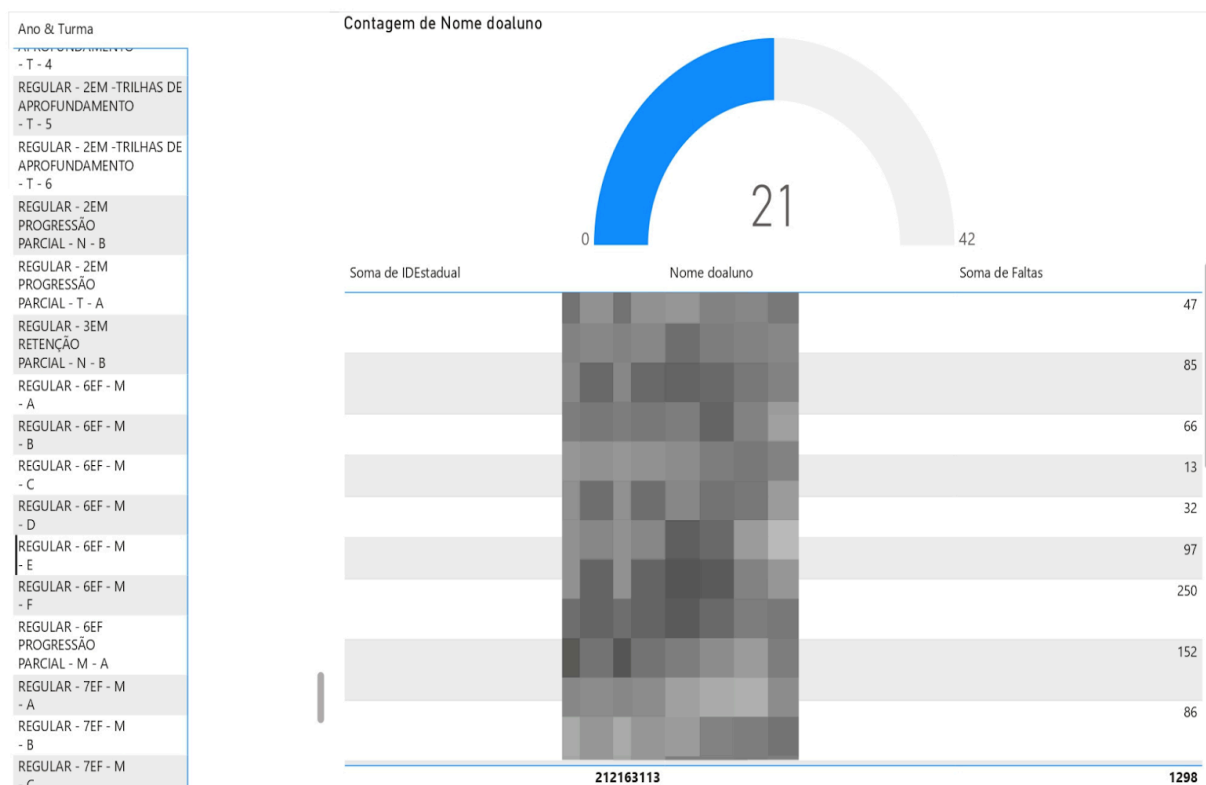 Ano & Turma
- T - 4
REGULAR - 2EM -TRILHAS DE
APROFUNDAMENTO
- T - 5
REGULAR - 2EM -TRILHAS DE
APROFUNDAMENTO
- T - 6
REGULAR - 2EM
PROGRESSÃO
PARCIAL - N - B
REGULAR - 2EM
PROGRESSÃO
PARCIAL - T - A
REGULAR - 3EM
RETENÇÃO
PARCIAL - N - B
REGULAR - 6EF - M
- A
REGULAR - 6EF - M
- B
REGULAR - 6EF - M
- C
REGULAR - 6EF - M
- D
REGULAR - 6EF - M
- E
REGULAR - 6EF - M
- F
REGULAR - 6EF
PROGRESSÃO
PARCIAL - M - A
REGULAR - 7EF - M
- A
REGULAR - 7EF - M
- B
REGULAR - 7EF - M
Contagem de Nome doaluno
21
0
42
Soma de IDEstadual Nome doaluno Soma de Faltas
47
85
66
13
32
97
250
152
86
212163113 1298